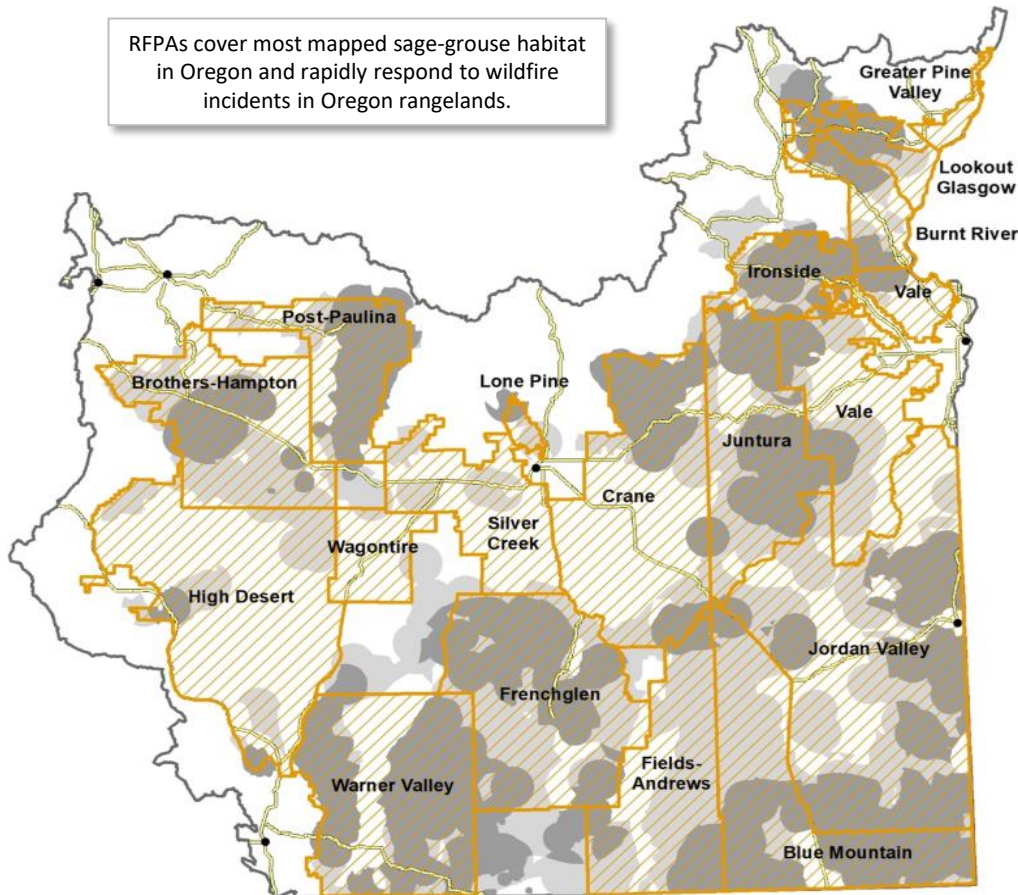 RFPAs cover most mapped sage-grouse habitat
in Oregon and rapidly respond to wildfire
incidents in Oregon rangelands.
Greater Pine
Valley
Lookout
Glasgow
Burnt River
Ironside
Vale
Post-Paulina
Brothers-Hampton
Lone Pine
Vale
Juntura
Crane
Silver
Creek
Wagontire
High Desert
Jordan Valley
Frenchglen
Fields-
Andrews
Warner Valley
Blue Mountain